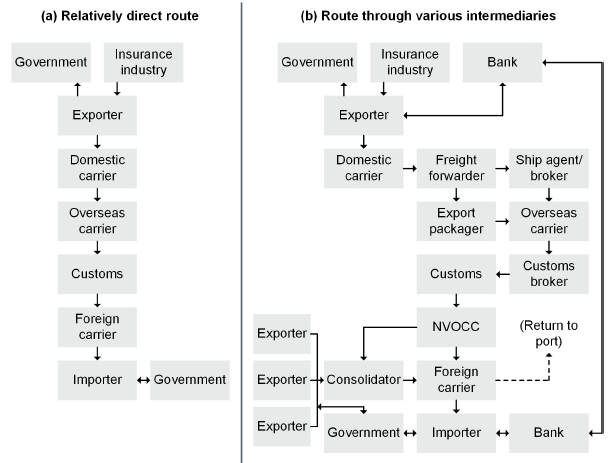 (a) Relatively direct route
Government
Insurance
industry
Exporter
Domestic
carrier
Overseas
carrier
Customs
Foreign
carrier
Importer
Government
(b) Route through various intermediaries
Government
Insurance
industry
Bank
Exporter
Domestic
carrier
Freight
forwarder
Ship agent/
broker
Export
packager
Overseas
carrier
Customs
Customs
broker
NVOCC
(Return to
port)
Exporter
Exporter
Consolidator
Foreign
carrier
Exporter
Government
Importer
Bank